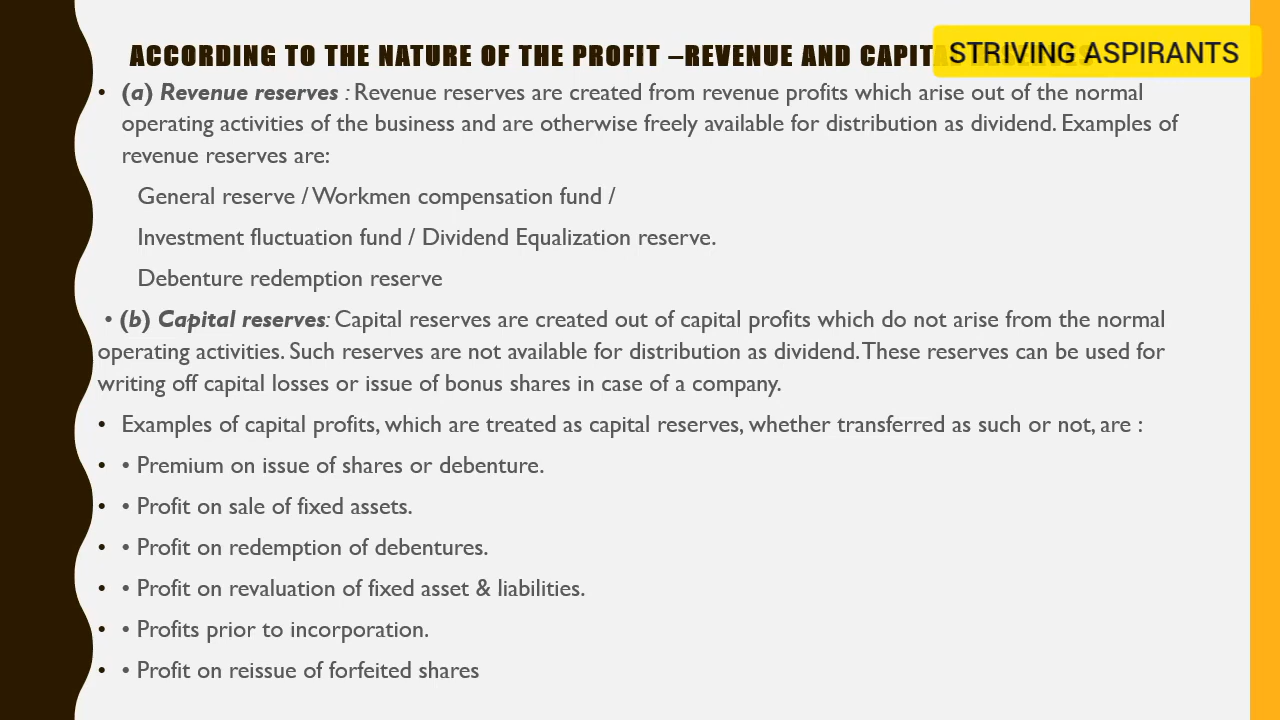 ACCORDING TO THE NATURE OF THE PROFIT –REVENUE AND
STRIVING ASPIRANTS
• (a) Revenue reserves : Revenue reserves are created from revenue profits which arise out of the normal
operating activities of the business and are otherwise freely available for distribution as dividend. Examples of
revenue reserves are:
General reserve / Workmen compensation fund /
Investment fluctuation fund / Dividend Equalization reserve.
Debenture redemption reserve
• (b) Capital reserves: Capital reserves are created out of capital profits which do not arise from the normal
operating activities. Such reserves are not available for distribution as dividend. These reserves can be used for
writing off capital losses or issue of bonus shares in case of a company.
• Examples of capital profits, which are treated as capital reserves, whether transferred as such or not, are :
• • Premium on issue of shares or debenture.
• • Profit on sale of fixed assets.
• • Profit on redemption of debentures.
• • Profit on revaluation of fixed asset & liabilities.
• • Profits prior to incorporation.
• • Profit on reissue of forfeited shares